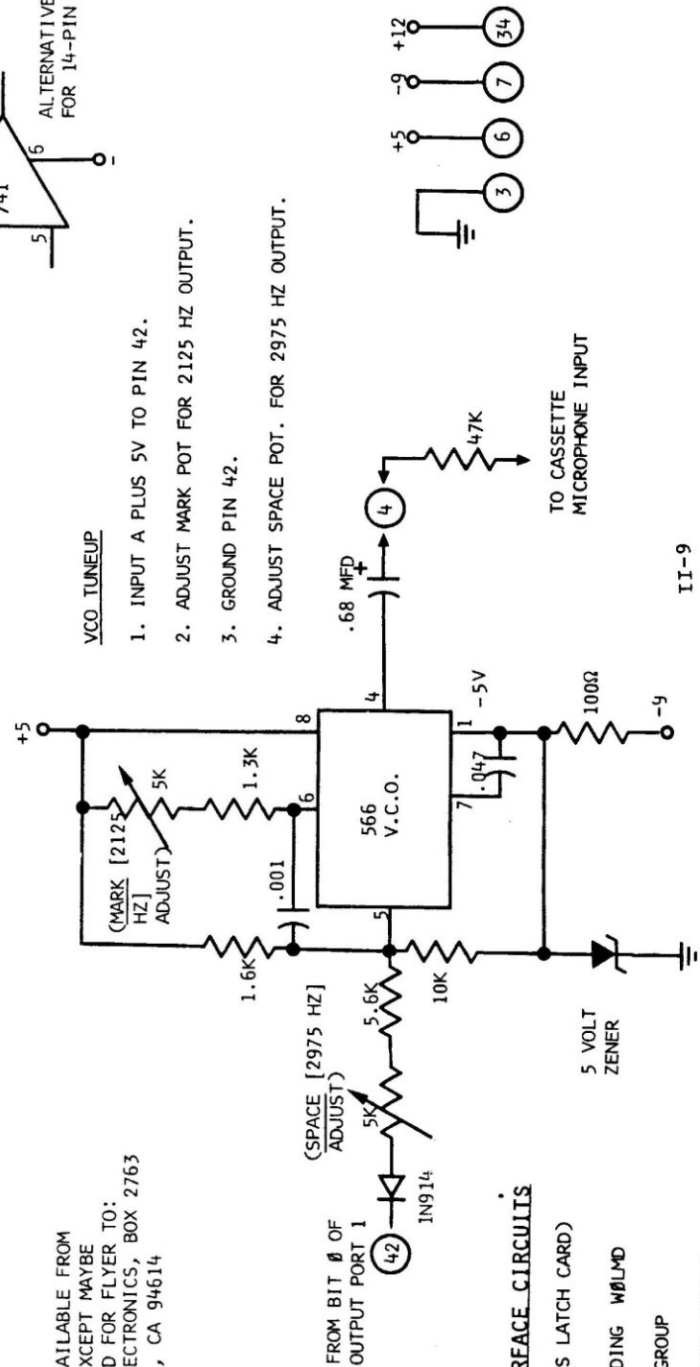 ALTERNATIVE
FOR 14-PIN
741
5
6
-
+5
-9
+12
3
6
7
34
VCO TUNEUP
1. INPUT A PLUS 5V TO PIN 42.
2. ADJUST MARK POT FOR 2125 HZ OUTPUT.
3. GROUND PIN 42.
4. ADJUST SPACE POT. FOR 2975 HZ OUTPUT.
+5
(MARK [2125
HZ]
ADJUST)
5K
1.3K
1.6K
.001
8
6
5
566
V.C.O.
4
.68 MFD
+
4
47K
TO CASSETTE
MICROPHONE INPUT
7
.047
1
-5V
100Ω
-9
(SPACE [2975 HZ]
ADJUST)
5K
5.6K
10K
1N914
42
FROM BIT Ø OF
OUTPUT PORT 1
5 VOLT
ZENER
AILABLE FROM
XCEPT MAYBE
D FOR FLYER TO:
ECTRONICS, BOX 2763
, CA 94614
RFACE CIRCUITS
S LATCH CARD)
DING WØLMD
GROUP
II-9